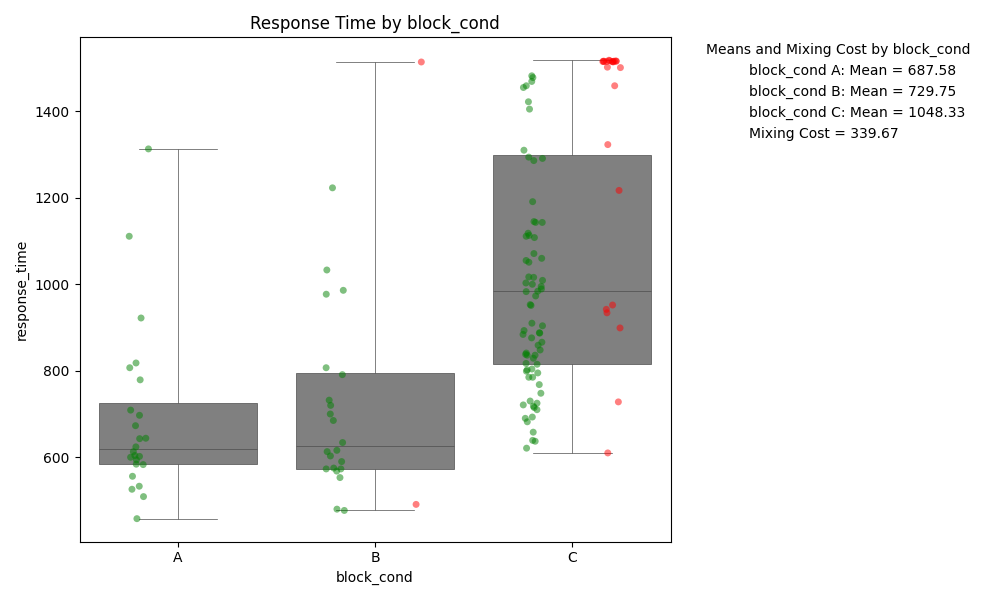 Response Time by block_cond
Means and Mixing Cost by block_cond
block_cond A: Mean = 687.58
block_cond B: Mean = 729.75
block_cond C: Mean = 1048.33
Mixing Cost = 339.67
response_time
1400
1200
1000
800
600
A
B
C
block_cond